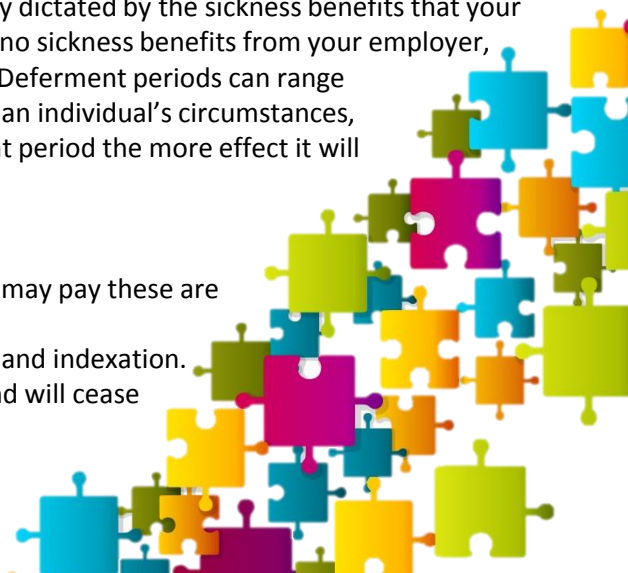 y dictated by the sickness benefits that your
no sickness benefits from your employer,
Deferment periods can range
an individual’s circumstances,
t period the more effect it will
may pay these are
and indexation.
d will cease